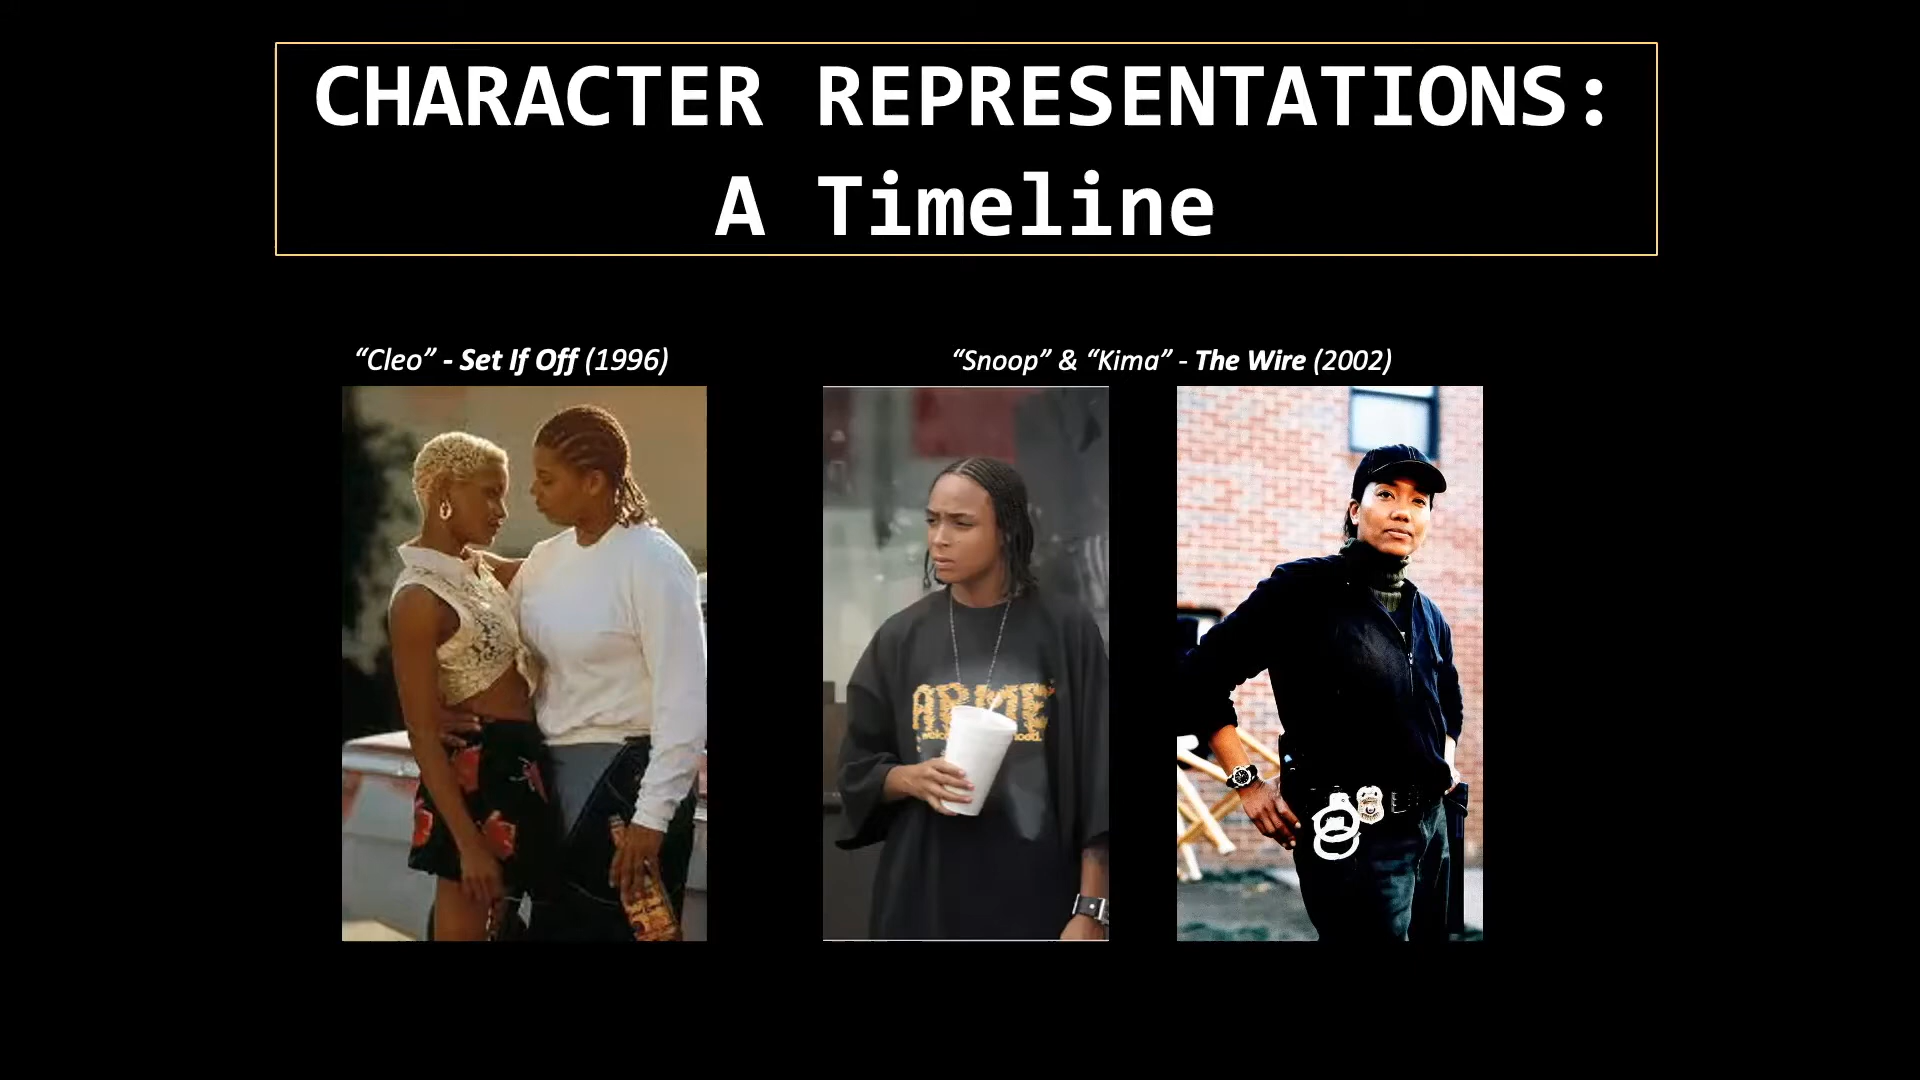 CHARACTER REPRESENTATIONS:
A Timeline
“Cleo” - Set If Off (1996)
“Snoop” & “Kima” - The Wire (2002)